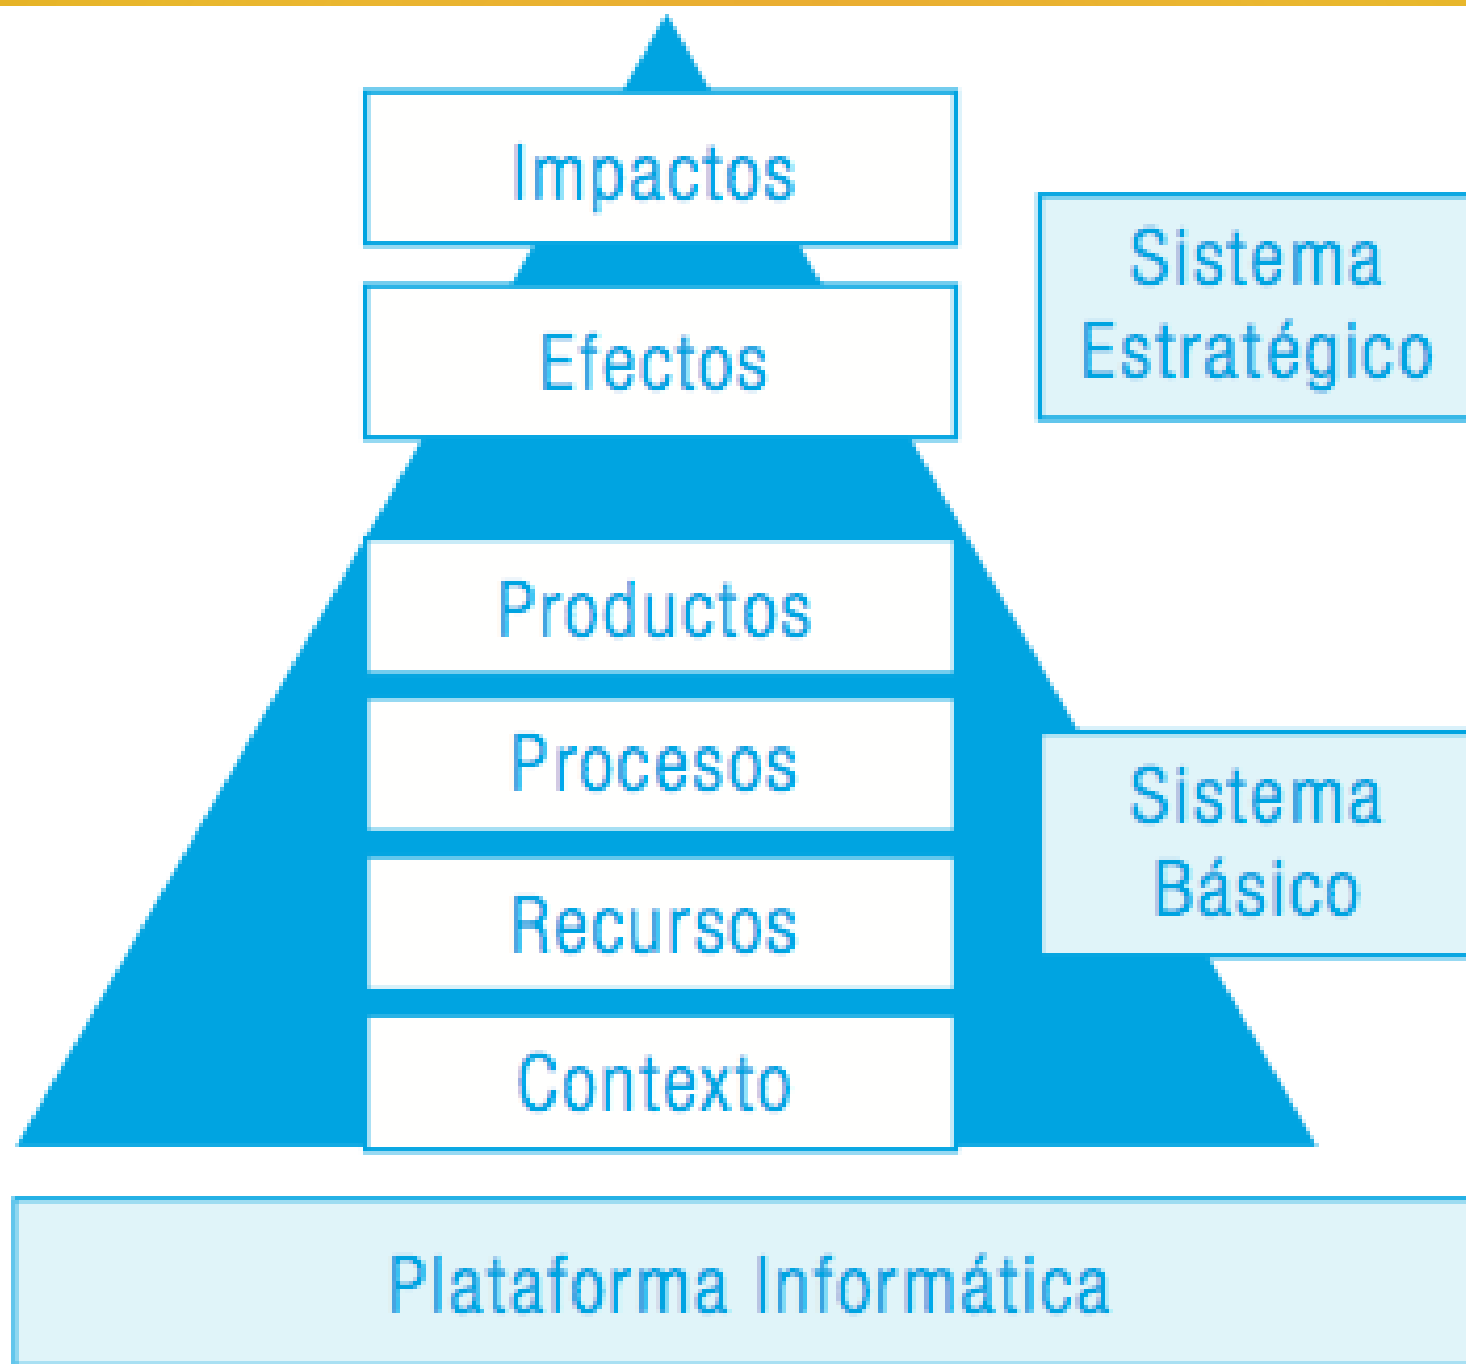 Impactos
Sistema
Estratégico
Efectos
Productos
Procesos
Sistema
Básico
Recursos
Contexto
Plataforma Informática